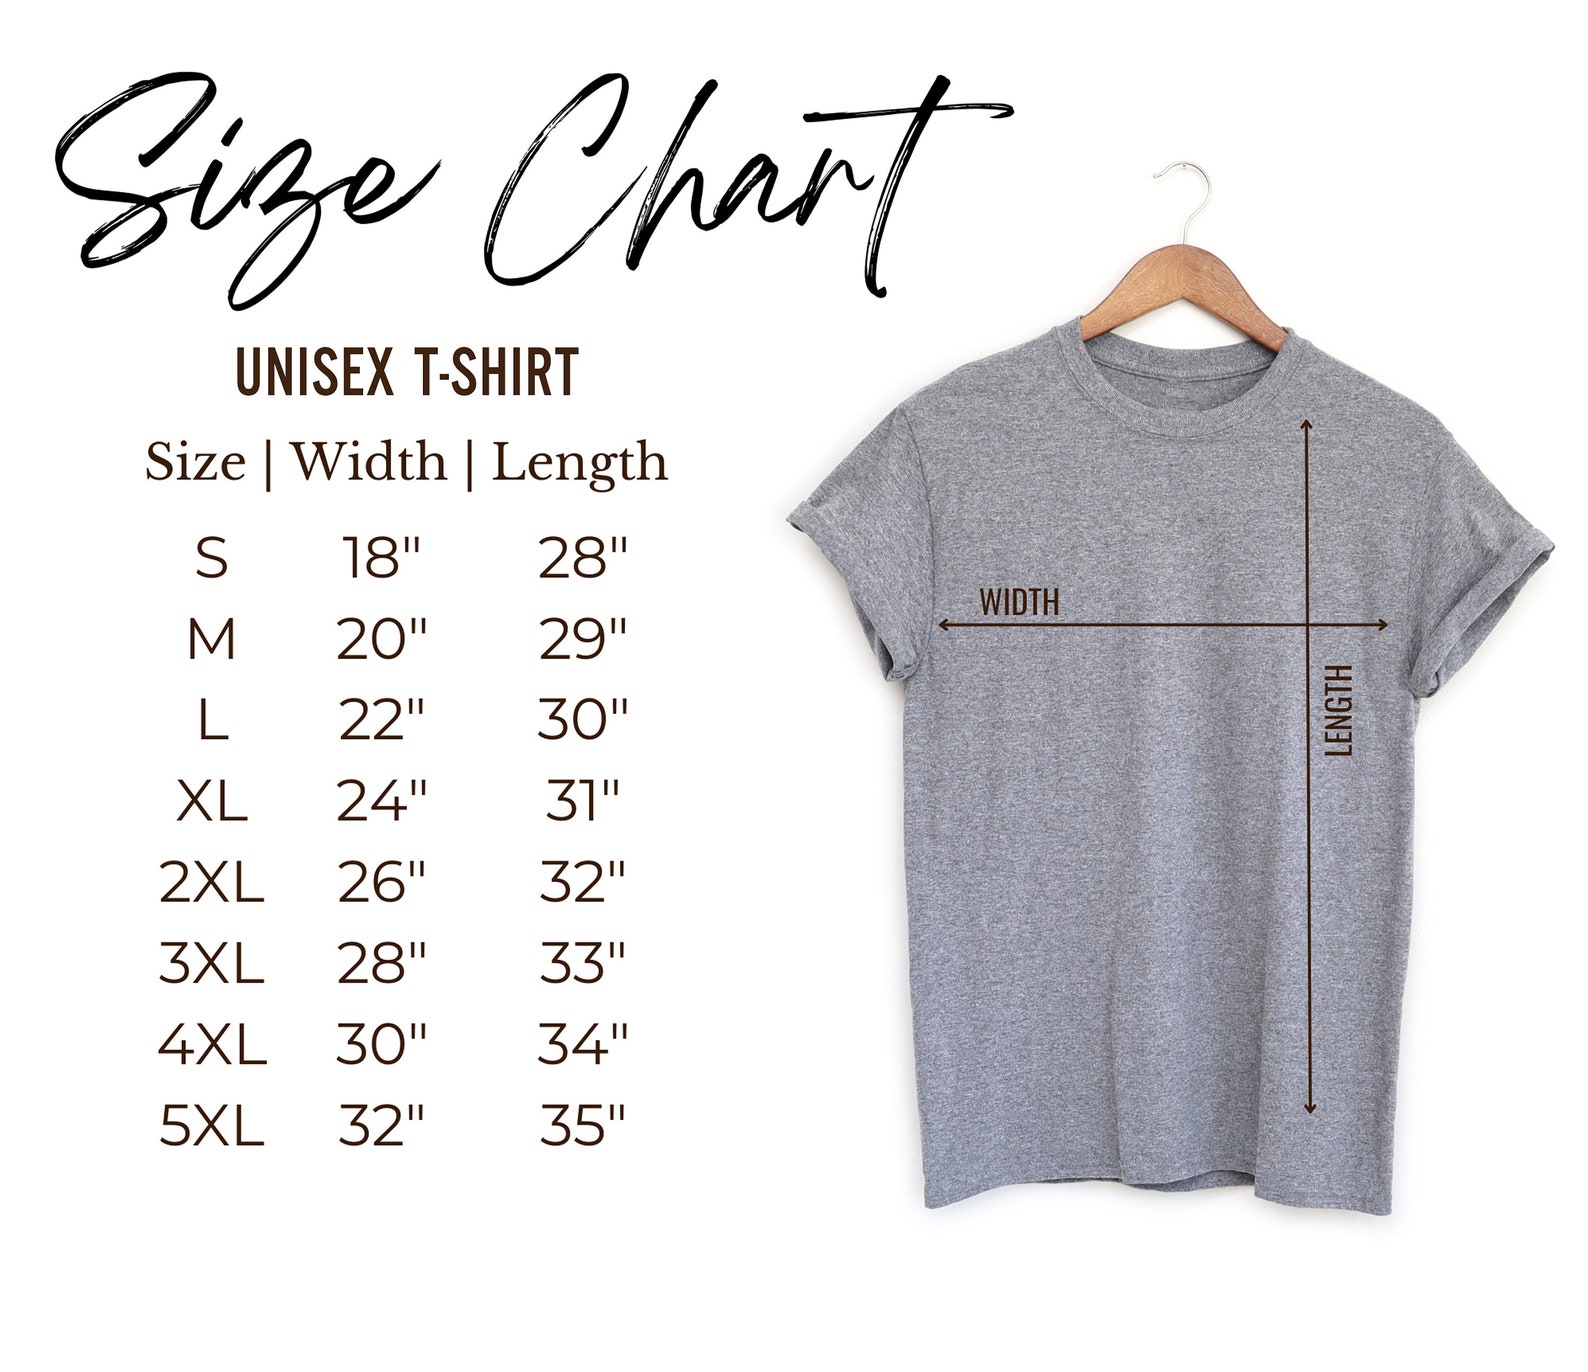 Size Chart
UNISEX T-SHIRT
Size | Width | Length
S 18" 28"
M 20" 29"
L 22" 30"
XL 24" 31"
2XL 26" 32"
3XL 28" 33"
4XL 30" 34"
5XL 32" 35"
WIDTH
LENGTH